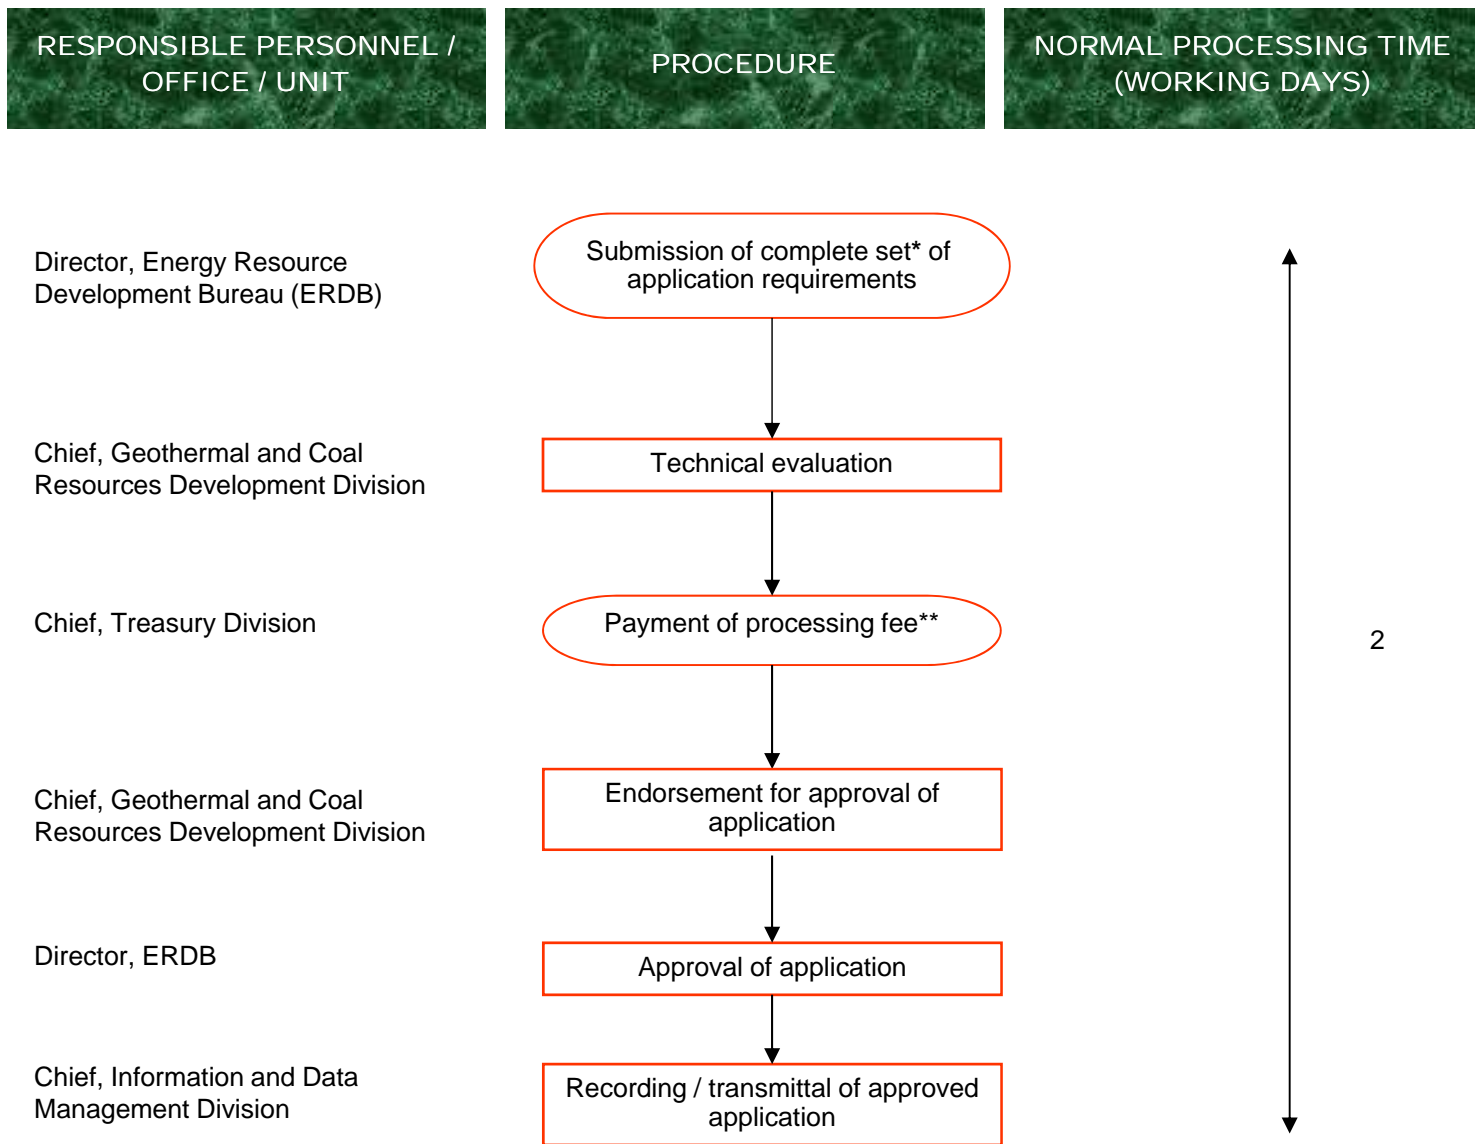 RESPONSIBLE PERSONNEL /
OFFICE / UNIT
PROCEDURE
NORMAL PROCESSING TIME
(WORKING DAYS)
Director, Energy Resource
Development Bureau (ERDB)
Submission of complete set* of
application requirements
Chief, Geothermal and Coal
Resources Development Division
Technical evaluation
Chief, Treasury Division
Payment of processing fee**
2
Chief, Geothermal and Coal
Resources Development Division
Endorsement for approval of
application
Director, ERDB
Approval of application
Chief, Information and Data
Management Division
Recording / transmittal of approved
application